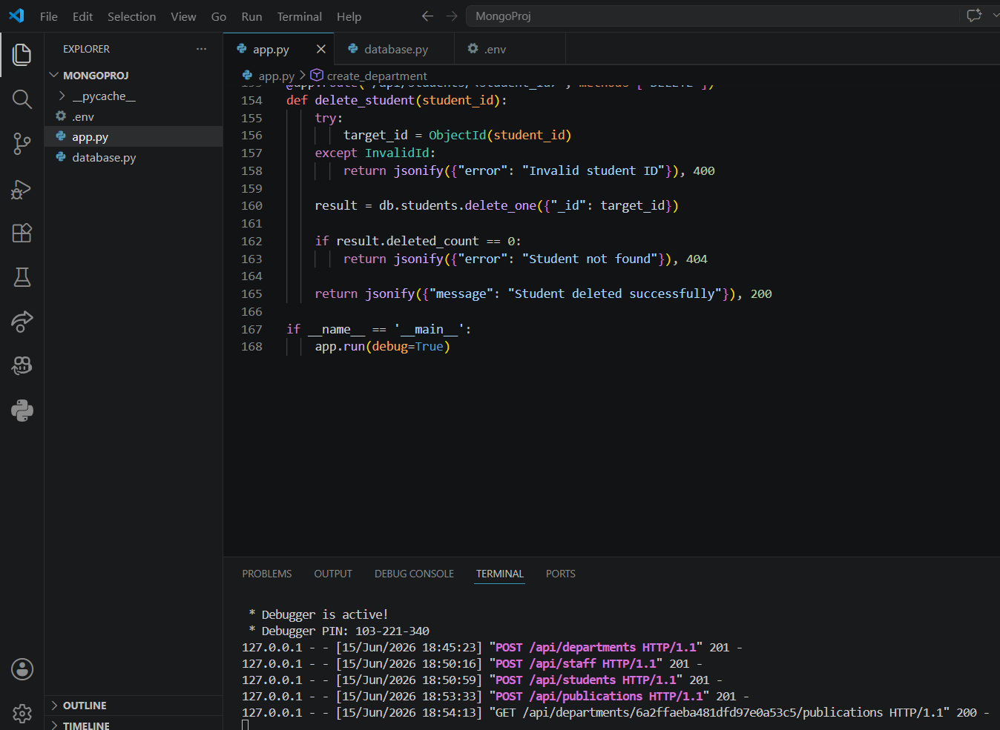 File Edit Selection View Go Run Terminal Help
MongoProj
EXPLORER
MONGOPROJ
__pycache__
.env
app.py
database.py
OUTLINE
TIMELINE
app.py database.py .env
app.py > create_department
153 @app.route('/api/students/<student_id>', methods=['DELETE'])
154 def delete_student(student_id):
155 try:
156 target_id = ObjectId(student_id)
157 except InvalidId:
158 return jsonify({"error": "Invalid student ID"}), 400
159
160 result = db.students.delete_one({"_id": target_id})
161
162 if result.deleted_count == 0:
163 return jsonify({"error": "Student not found"}), 404
164
165 return jsonify({"message": "Student deleted successfully"}), 200
166
167 if __name__ == '__main__':
168 app.run(debug=True)
PROBLEMS OUTPUT DEBUG CONSOLE TERMINAL PORTS
* Debugger is active!
* Debugger PIN: 103-221-340
127.0.0.1 - - [15/Jun/2026 18:45:23] "POST /api/departments HTTP/1.1" 201 -
127.0.0.1 - - [15/Jun/2026 18:50:16] "POST /api/staff HTTP/1.1" 201 -
127.0.0.1 - - [15/Jun/2026 18:50:59] "POST /api/students HTTP/1.1" 201 -
127.0.0.1 - - [15/Jun/2026 18:53:33] "POST /api/publications HTTP/1.1" 201 -
127.0.0.1 - - [15/Jun/2026 18:54:13] "GET /api/departments/6a2ffaeba481dfd97e0a53c5/publications HTTP/1.1" 200 -